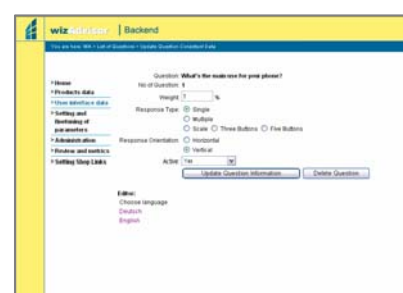 wizAdvisor | Backend
You are here: WA > List of Questions > Update Question Consultant Data
Home
Products data
User interface data
Setting and
finetuning of
parameters
Administration
Review and metrics
Setting Shop Links
Question: What's the main use for your phone?
No of Question: 1
Weight 7 %
Response Type: Single
Multiple
Scale Three Buttons Five Buttons
Response Orientation: Horizontal
Vertical
Active Yes
Update Question Information Delete Question
Editor:
Choose language
Deutsch
English